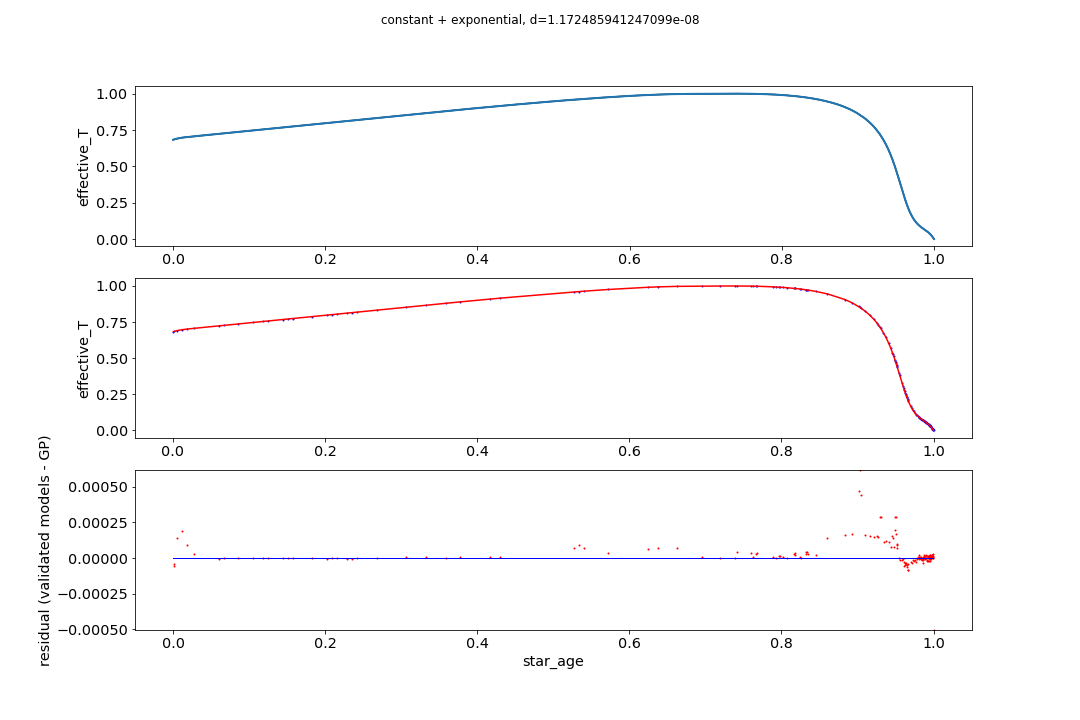 constant + exponential, d=1.172485941247099e-08
effective_T
1.00
0.75
0.50
0.25
0.00
0.0 0.2 0.4 0.6 0.8 1.0
effective_T
1.00
0.75
0.50
0.25
0.00
0.0 0.2 0.4 0.6 0.8 1.0
residual (validated models - GP)
0.00050
0.00025
0.00000
−0.00025
−0.00050
0.0 0.2 0.4 0.6 0.8 1.0
star_age